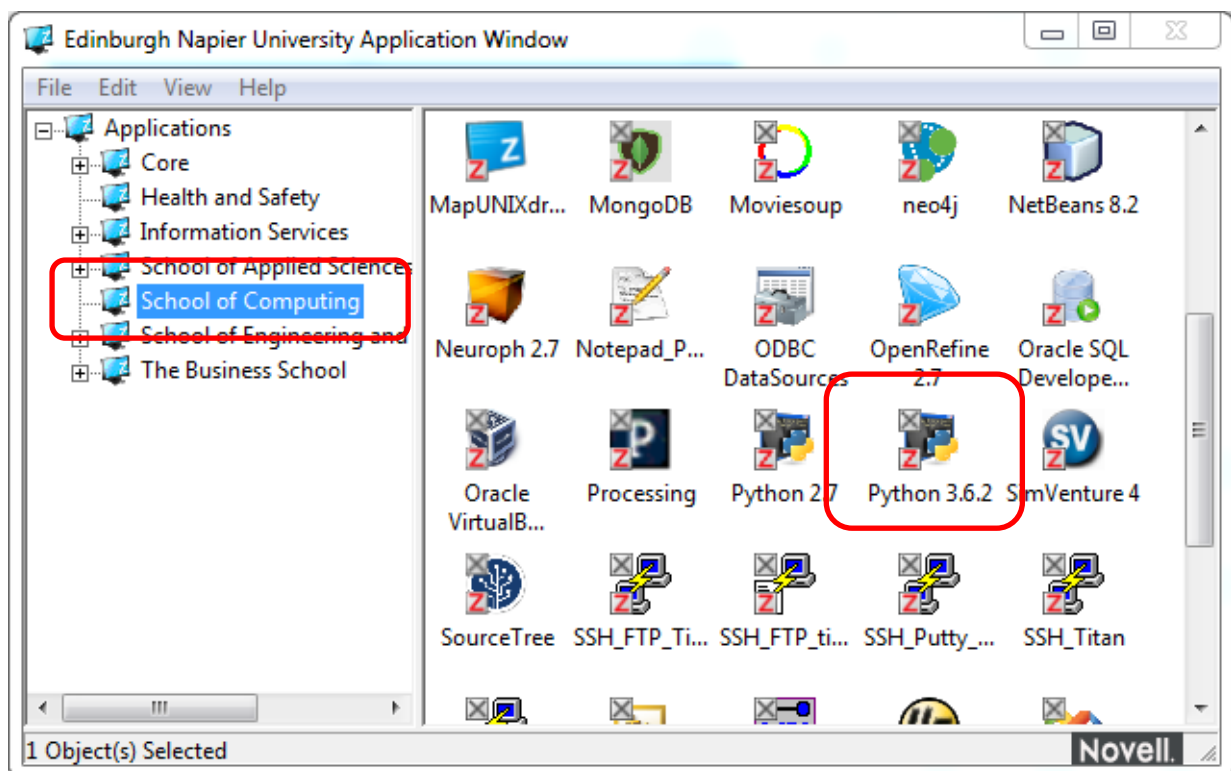 Edinburgh Napier University Application Window
File Edit View Help
Applications
Core
Health and Safety
Information Services
School of Applied Sciences
School of Computing
School of Engineering and
The Business School
MapUNIXdr... MongoDB Moviesoup neo4j NetBeans 8.2
Neuroph 2.7 Notepad_P... ODBC OpenRefine Oracle SQL
DataSources 2.7 Develope...
Oracle Processing Python 2.7 Python 3.6.2 SimVenture 4
VirtualB...
SourceTree SSH_FTP_Ti... SSH_FTP_ti... SSH_Putty_... SSH_Titan
1 Object(s) Selected
Novell.